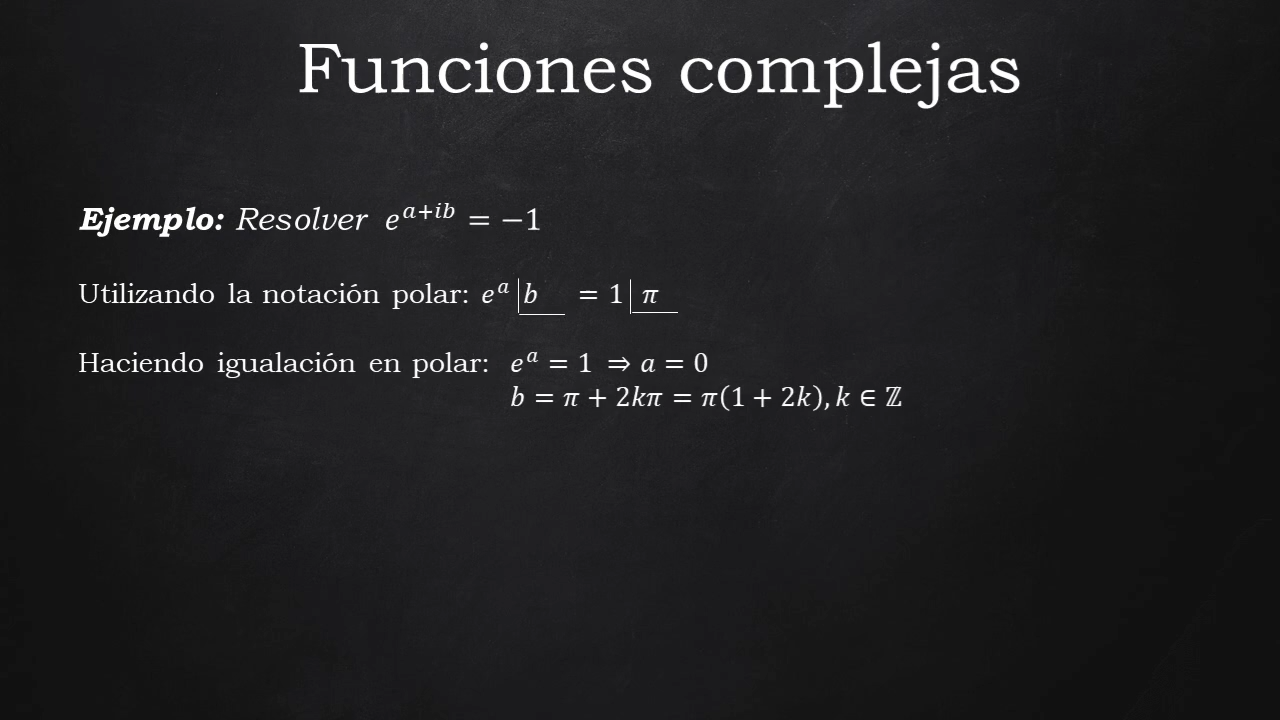 Funciones complejas
Ejemplo: Resolver e^{a+ib} = −1
Utilizando la notación polar: e^a |b = 1 |π
Haciendo igualación en polar: e^a = 1 ⇒ a = 0
b = π + 2kπ = π(1 + 2k), k ∈ ℤ